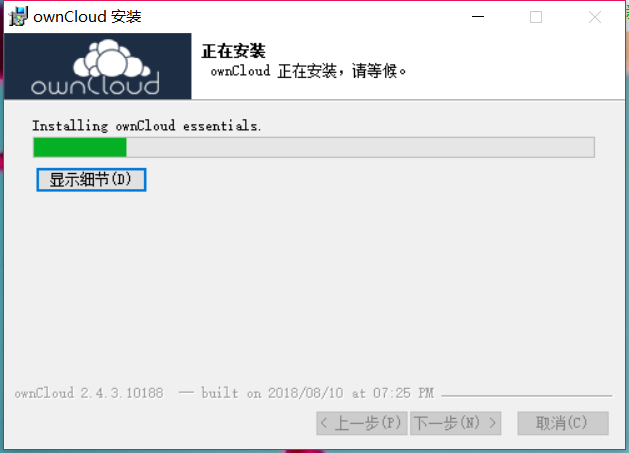 ownCloud 安装
ownCloud
正在安装
ownCloud 正在安装，请等候。
Installing ownCloud essentials.
显示细节(D)
ownCloud 2.4.3.10188 — built on 2018/08/10 at 07:25 PM
< 上一步(P) 下一步(N) > 取消(C)